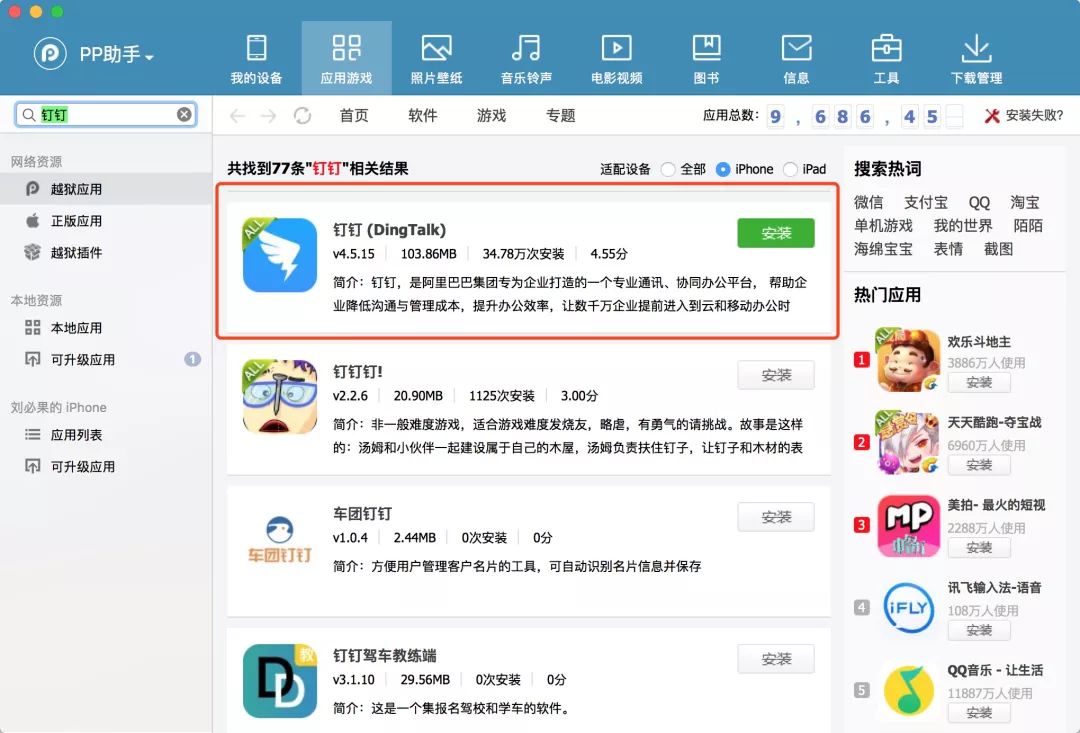 PP助手
我的设备
应用游戏
照片壁纸
音乐铃声
电影视频
图书
信息
工具
下载管理
钉钉
首页
软件
游戏
专题
应用总数：
9,686,45
安装失败?
网络资源
越狱应用
正版应用
越狱插件
本地资源
本地应用
可升级应用
1
刘必果的 iPhone
应用列表
可升级应用
共找到77条"钉钉"相关结果
适配设备
全部
iPhone
iPad
ALL
钉钉 (DingTalk)
v4.5.15
103.86MB
34.78万次安装
4.55分
安装
简介：钉钉，是阿里巴巴集团专为企业打造的一个专业通讯、协同办公平台， 帮助企
业降低沟通与管理成本，提升办公效率，让数千万企业提前进入到云和移动办公时
ALL
钉钉钉!
v2.2.6
20.90MB
1125次安装
3.00分
安装
简介：非一般难度游戏，适合游戏难度发烧友，略虐，有勇气的请挑战。故事是这样
的：汤姆和小伙伴一起建设属于自己的木屋，汤姆负责扶住钉子，让钉子和木材的表
车团钉钉
车团钉钉
v1.0.4
2.44MB
0次安装
0分
安装
简介：方便用户管理客户名片的工具，可自动识别名片信息并保存
教
钉钉驾车教练端
v3.1.10
29.56MB
0次安装
0分
安装
简介：这是一个集报名驾校和学车的软件。
搜索热词
微信
支付宝
QQ
淘宝
单机游戏
我的世界
陌陌
海绵宝宝
表情
截图
热门应用
1
ALL
欢乐斗地主
3886万人使用
安装
2
ALL
天天酷跑-夺宝战
6960万人使用
安装
3
MP
美拍- 最火的短视
2288万人使用
安装
4
iFLY
讯飞输入法-语音
108万人使用
安装
5
QQ音乐 - 让生活
11887万人使用
安装